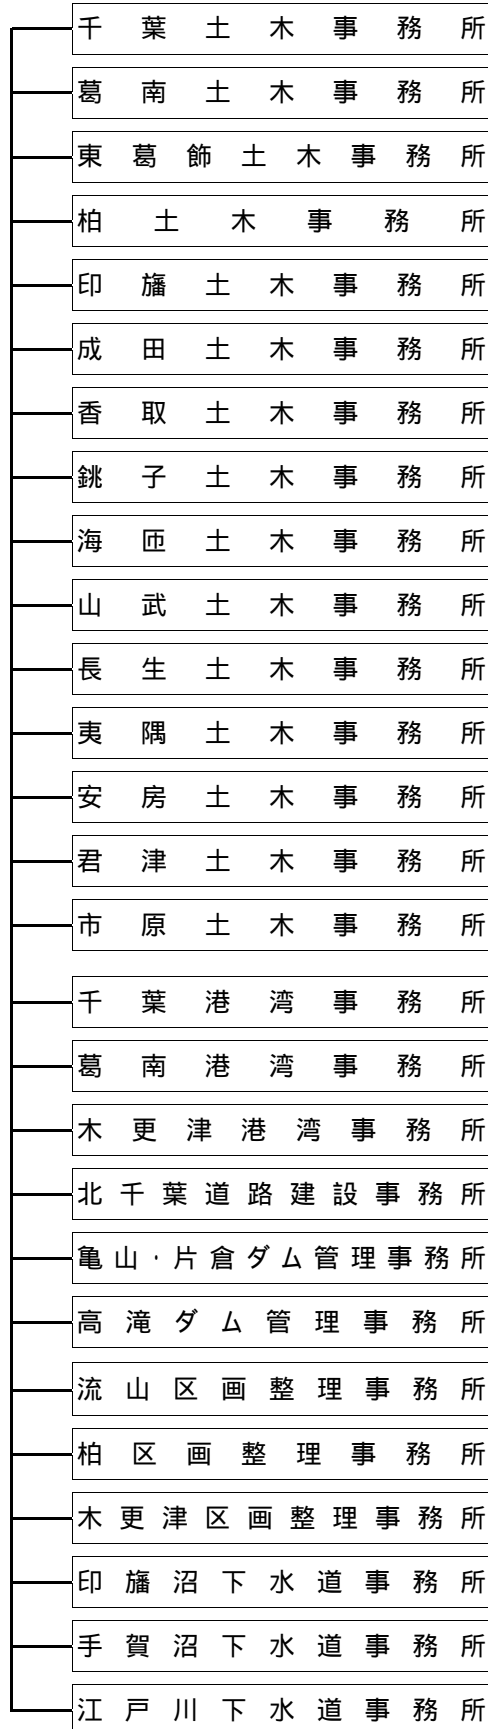 千葉土木事務所
葛南土木事務所
東葛飾土木事務所
柏土木事務所
印旛土木事務所
成田土木事務所
香取土木事務所
銚子土木事務所
海匝土木事務所
山武土木事務所
長生土木事務所
夷隅土木事務所
安房土木事務所
君津土木事務所
市原土木事務所
千葉港湾事務所
葛南港湾事務所
木更津港湾事務所
北千葉道路建設事務所
亀山・片倉ダム管理事務所
高滝ダム管理事務所
流山区画整理事務所
柏区画整理事務所
木更津区画整理事務所
印旛沼下水道事務所
手賀沼下水道事務所
江戸川下水道事務所